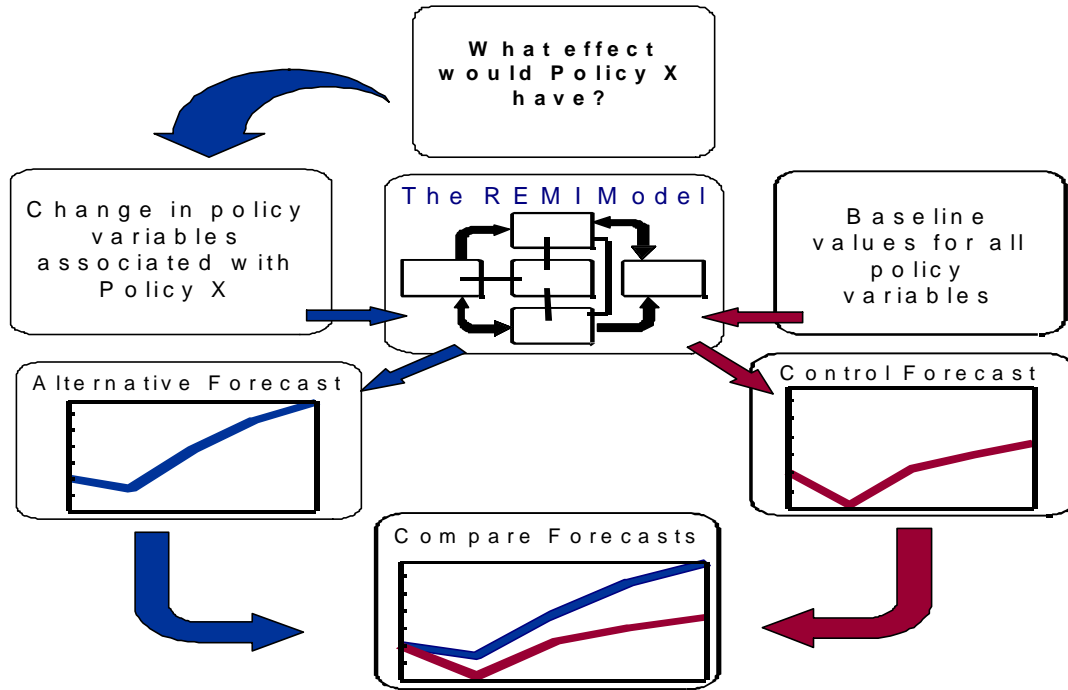 What effect
would Policy X
have?
Change in policy
variables
associated with
Policy X
The REMI Model
Baseline
values for all
policy
variables
Alternative Forecast
Control Forecast
Compare Forecasts